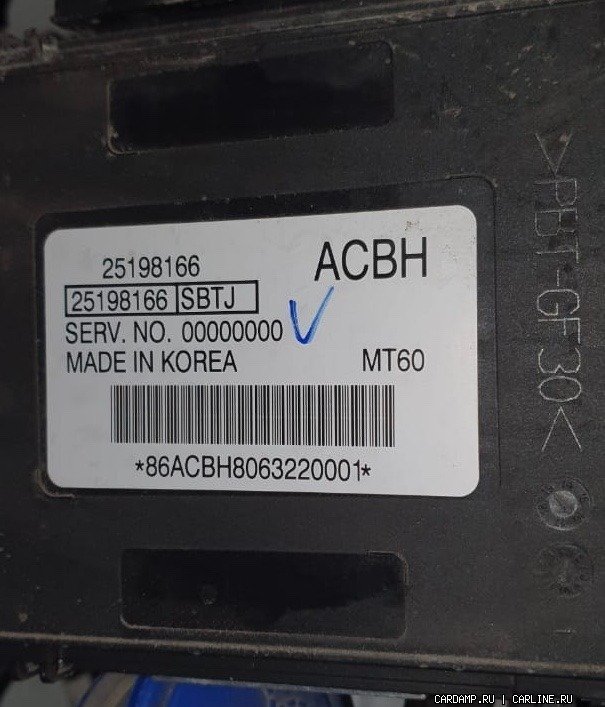 25198166
ACBH
25198166 SBTJ
SERV. NO. 00000000
MADE IN KOREA
MT60
*86ACBH8063220001*
>PBT-GF30<
CARDAMP.RU | CARLINE.RU